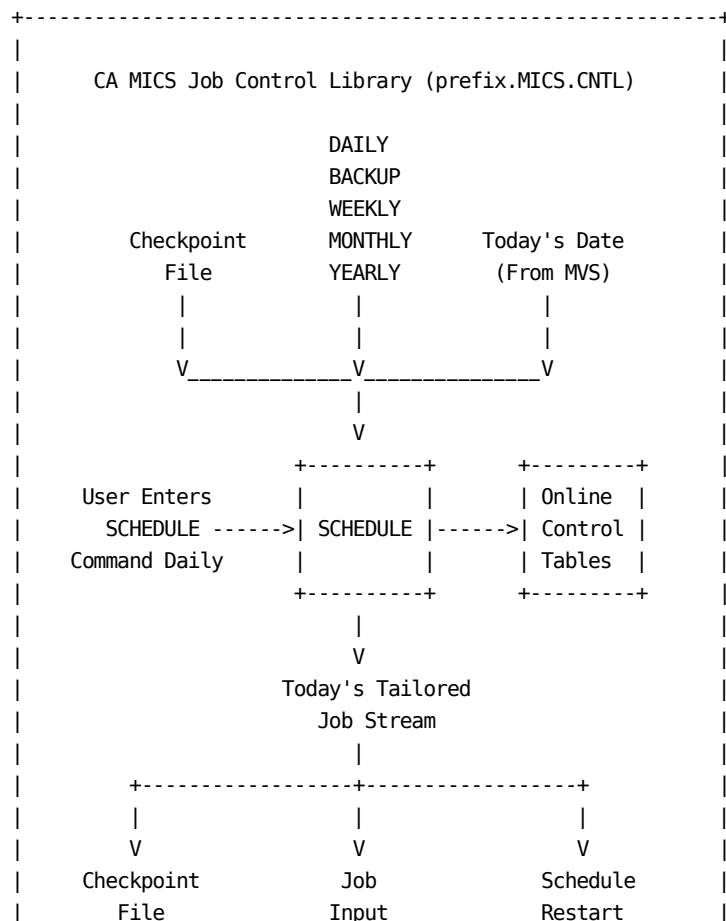 CA MICS Job Control Library (prefix.MICS.CNTL)
DAILY
BACKUP
WEEKLY
Checkpoint MONTHLY Today's Date
File YEARLY (From MVS)
User Enters Online
SCHEDULE ------>| SCHEDULE |------>| Control
Command Daily Tables
Today's Tailored
Job Stream
Checkpoint Job Schedule
File Input Restart